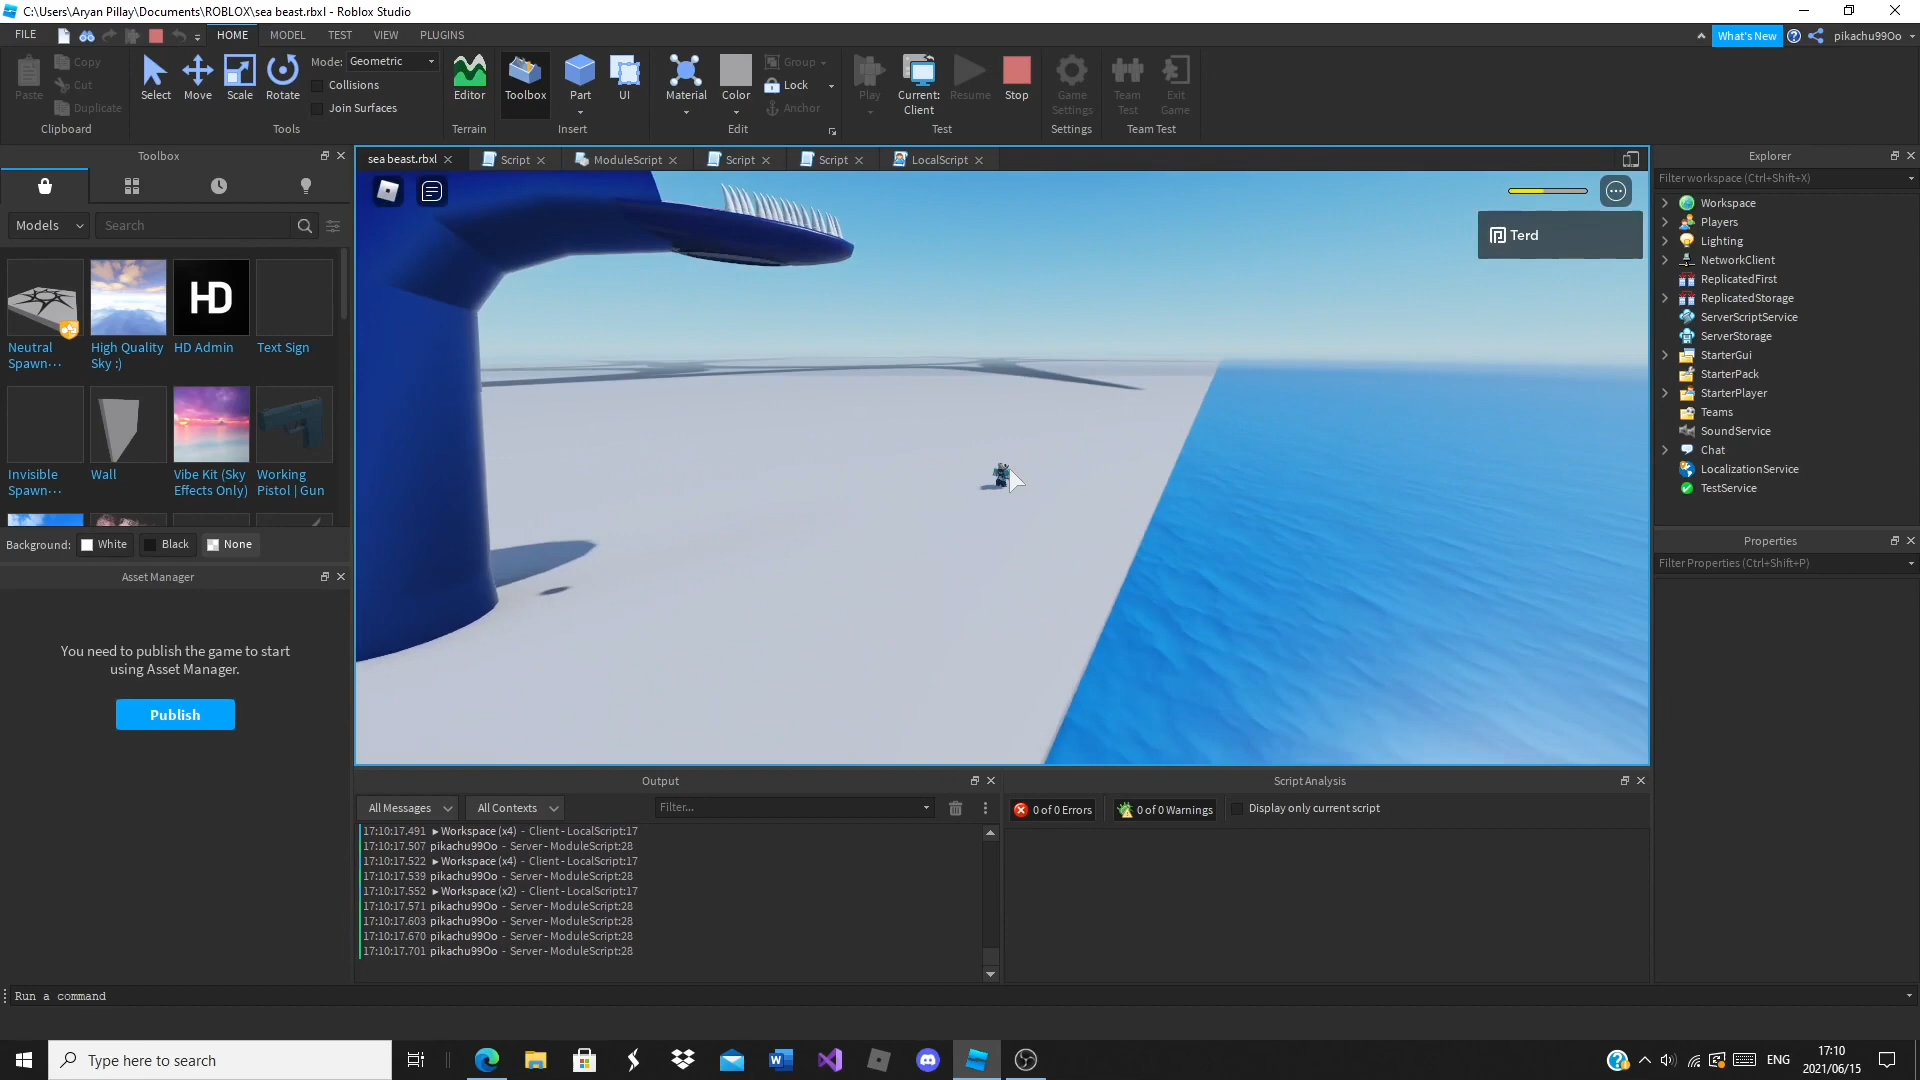 C:\Users\Aryan Pillay\Documents\ROBLOX\sea beast.rbxl - Roblox Studio
FILE HOME MODEL TEST VIEW PLUGINS What's New pikachu99Oo
Paste Copy Cut Duplicate Clipboard
Select Move Scale Rotate Mode: Geometric Collisions Join Surfaces Tools
Editor Terrain
Toolbox Part UI Insert
Material Color Group Lock Anchor Edit
Play Current: Client Resume Stop Test
Game Settings Settings
Team Test Exit Game Team Test
Toolbox
Models Search
Neutral Spawn...
High Quality Sky :)
HD
HD Admin
Text Sign
Invisible Spawn...
Wall
Vibe Kit (Sky Effects Only)
Working Pistol | Gun
Background: White Black None
Asset Manager
You need to publish the game to start
using Asset Manager.
Publish
sea beast.rbxl Script ModuleScript Script Script LocalScript
Terd
Output
All Messages All Contexts Filter...
17:10:17.491 ▸Workspace (x4) - Client - LocalScript:17
17:10:17.507 pikachu99Oo - Server - ModuleScript:28
17:10:17.522 ▸Workspace (x4) - Client - LocalScript:17
17:10:17.539 pikachu99Oo - Server - ModuleScript:28
17:10:17.552 ▸Workspace (x2) - Client - LocalScript:17
17:10:17.571 pikachu99Oo - Server - ModuleScript:28
17:10:17.603 pikachu99Oo - Server - ModuleScript:28
17:10:17.670 pikachu99Oo - Server - ModuleScript:28
17:10:17.701 pikachu99Oo - Server - ModuleScript:28
Script Analysis
0 of 0 Errors 0 of 0 Warnings Display only current script
Explorer
Filter workspace (Ctrl+Shift+X)
Workspace
Players
Lighting
NetworkClient
ReplicatedFirst
ReplicatedStorage
ServerScriptService
ServerStorage
StarterGui
StarterPack
StarterPlayer
Teams
SoundService
Chat
LocalizationService
TestService
Properties
Filter Properties (Ctrl+Shift+P)
Run a command
Type here to search
ENG
17:10
2021/06/15